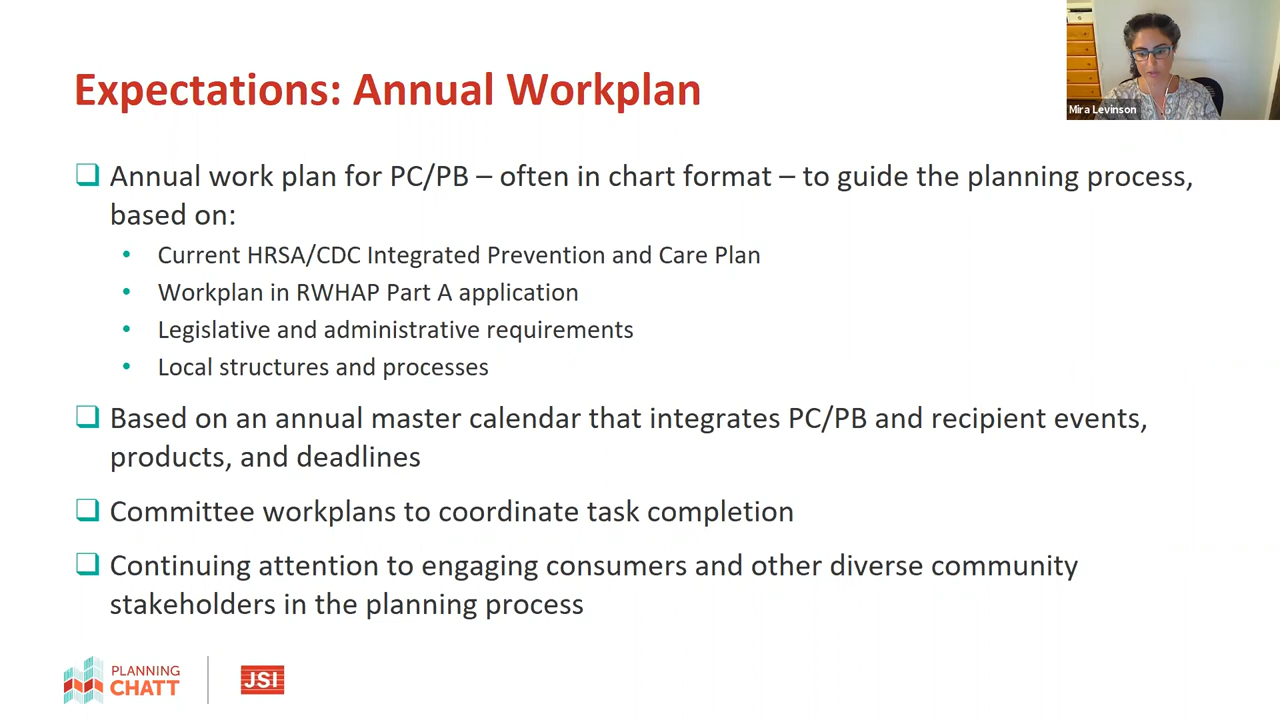 Expectations: Annual Workplan
Mira Levinson
Annual work plan for PC/PB – often in chart format – to guide the planning process,
based on:
• Current HRSA/CDC Integrated Prevention and Care Plan
• Workplan in RWHAP Part A application
• Legislative and administrative requirements
• Local structures and processes
Based on an annual master calendar that integrates PC/PB and recipient events,
products, and deadlines
Committee workplans to coordinate task completion
Continuing attention to engaging consumers and other diverse community
stakeholders in the planning process
PLANNING
CHATT
JSI